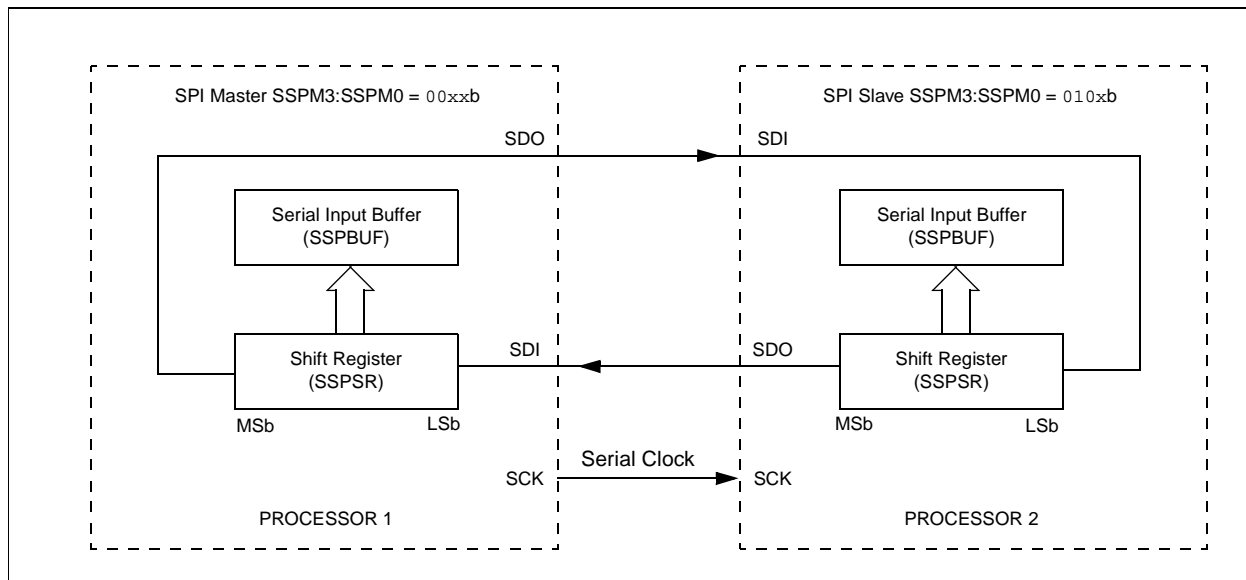 SPI Master SSPM3:SSPM0 = 00xxb
SDO
Serial Input Buffer
(SSPBUF)
Shift Register
(SSPSR)
MSb
LSb
SDI
SCK
PROCESSOR 1
Serial Clock
SPI Slave SSPM3:SSPM0 = 010xb
SDI
Serial Input Buffer
(SSPBUF)
SDO
Shift Register
(SSPSR)
MSb
LSb
SCK
PROCESSOR 2